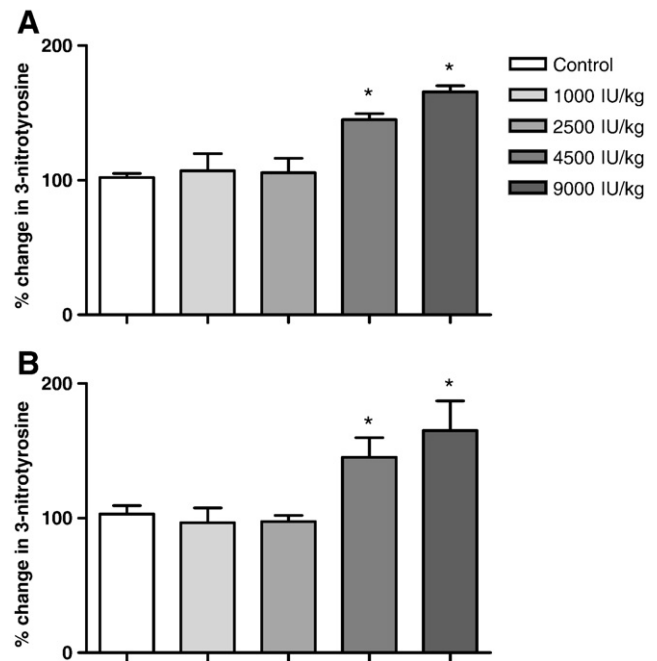 A
200
100
0
% change in 3-nitrotyrosine
*
*
Control
1000 IU/kg
2500 IU/kg
4500 IU/kg
9000 IU/kg
B
200
100
0
% change in 3-nitrotyrosine
*
*